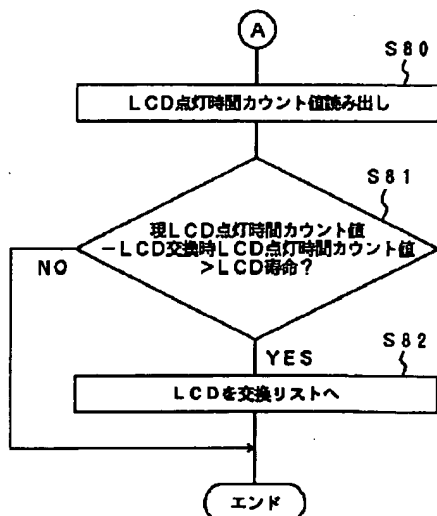 A
S80
LCD点灯時間カウント値読み出し
S81
現LCD点灯時間カウント値
－LCD交換時LCD点灯時間カウント値
＞LCD寿命？
NO
YES
S82
LCDを交換リストへ
エンド